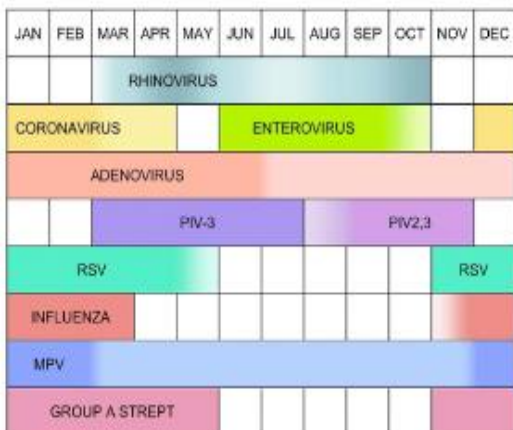 JAN FEB MAR APR MAY JUN JUL AUG SEP OCT NOV DEC
RHINOVIRUS
CORONAVIRUS ENTEROVIRUS
ADENOVIRUS
PIV-3 PIV2,3
RSV RSV
INFLUENZA
MPV
GROUP A STREPT